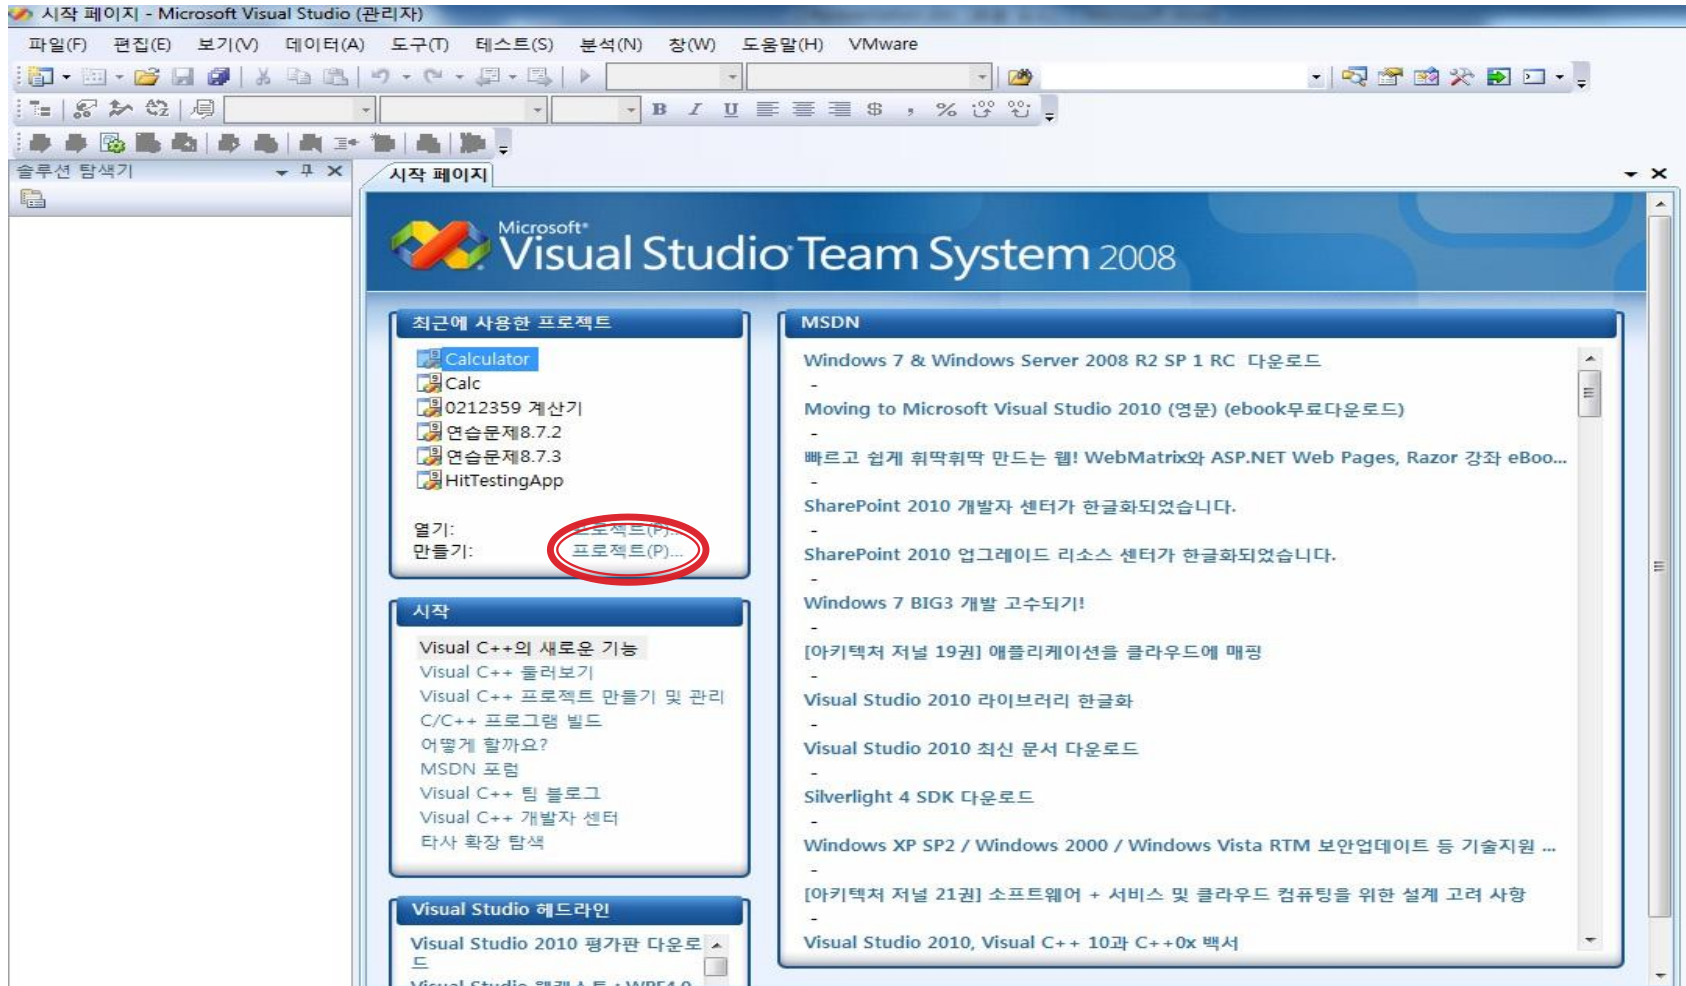 시작 페이지 - Microsoft Visual Studio (관리자)
파일(F) 편집(E) 보기(V) 데이터(A) 도구(T) 테스트(S) 분석(N) 창(W) 도움말(H) VMware
솔루션 탐색기
시작 페이지
Microsoft
Visual Studio Team System 2008
최근에 사용한 프로젝트
Calculator
Calc
0212359 계산기
연습문제8.7.2
연습문제8.7.3
HitTestingApp
열기: 프로젝트(P)...
만들기: 프로젝트(P)...
시작
Visual C++의 새로운 기능
Visual C++ 둘러보기
Visual C++ 프로젝트 만들기 및 관리
C/C++ 프로그램 빌드
어떻게 할까요?
MSDN 포럼
Visual C++ 팀 블로그
Visual C++ 개발자 센터
타사 확장 탐색
Visual Studio 헤드라인
Visual Studio 2010 평가판 다운로
드
MSDN
Windows 7 & Windows Server 2008 R2 SP 1 RC 다운로드
-
Moving to Microsoft Visual Studio 2010 (영문) (ebook무료다운로드)
-
빠르고 쉽게 휘딱휘딱 만드는 웹! WebMatrix와 ASP.NET Web Pages, Razor 강좌 eBoo...
-
SharePoint 2010 개발자 센터가 한글화되었습니다.
-
SharePoint 2010 업그레이드 리소스 센터가 한글화되었습니다.
-
Windows 7 BIG3 개발 고수되기!
-
[아키텍처 저널 19권] 애플리케이션을 클라우드에 매핑
-
Visual Studio 2010 라이브러리 한글화
-
Visual Studio 2010 최신 문서 다운로드
-
Silverlight 4 SDK 다운로드
-
Windows XP SP2 / Windows 2000 / Windows Vista RTM 보안업데이트 등 기술지원 ...
-
[아키텍처 저널 21권] 소프트웨어 + 서비스 및 클라우드 컴퓨팅을 위한 설계 고려 사항
-
Visual Studio 2010, Visual C++ 10과 C++0x 백서